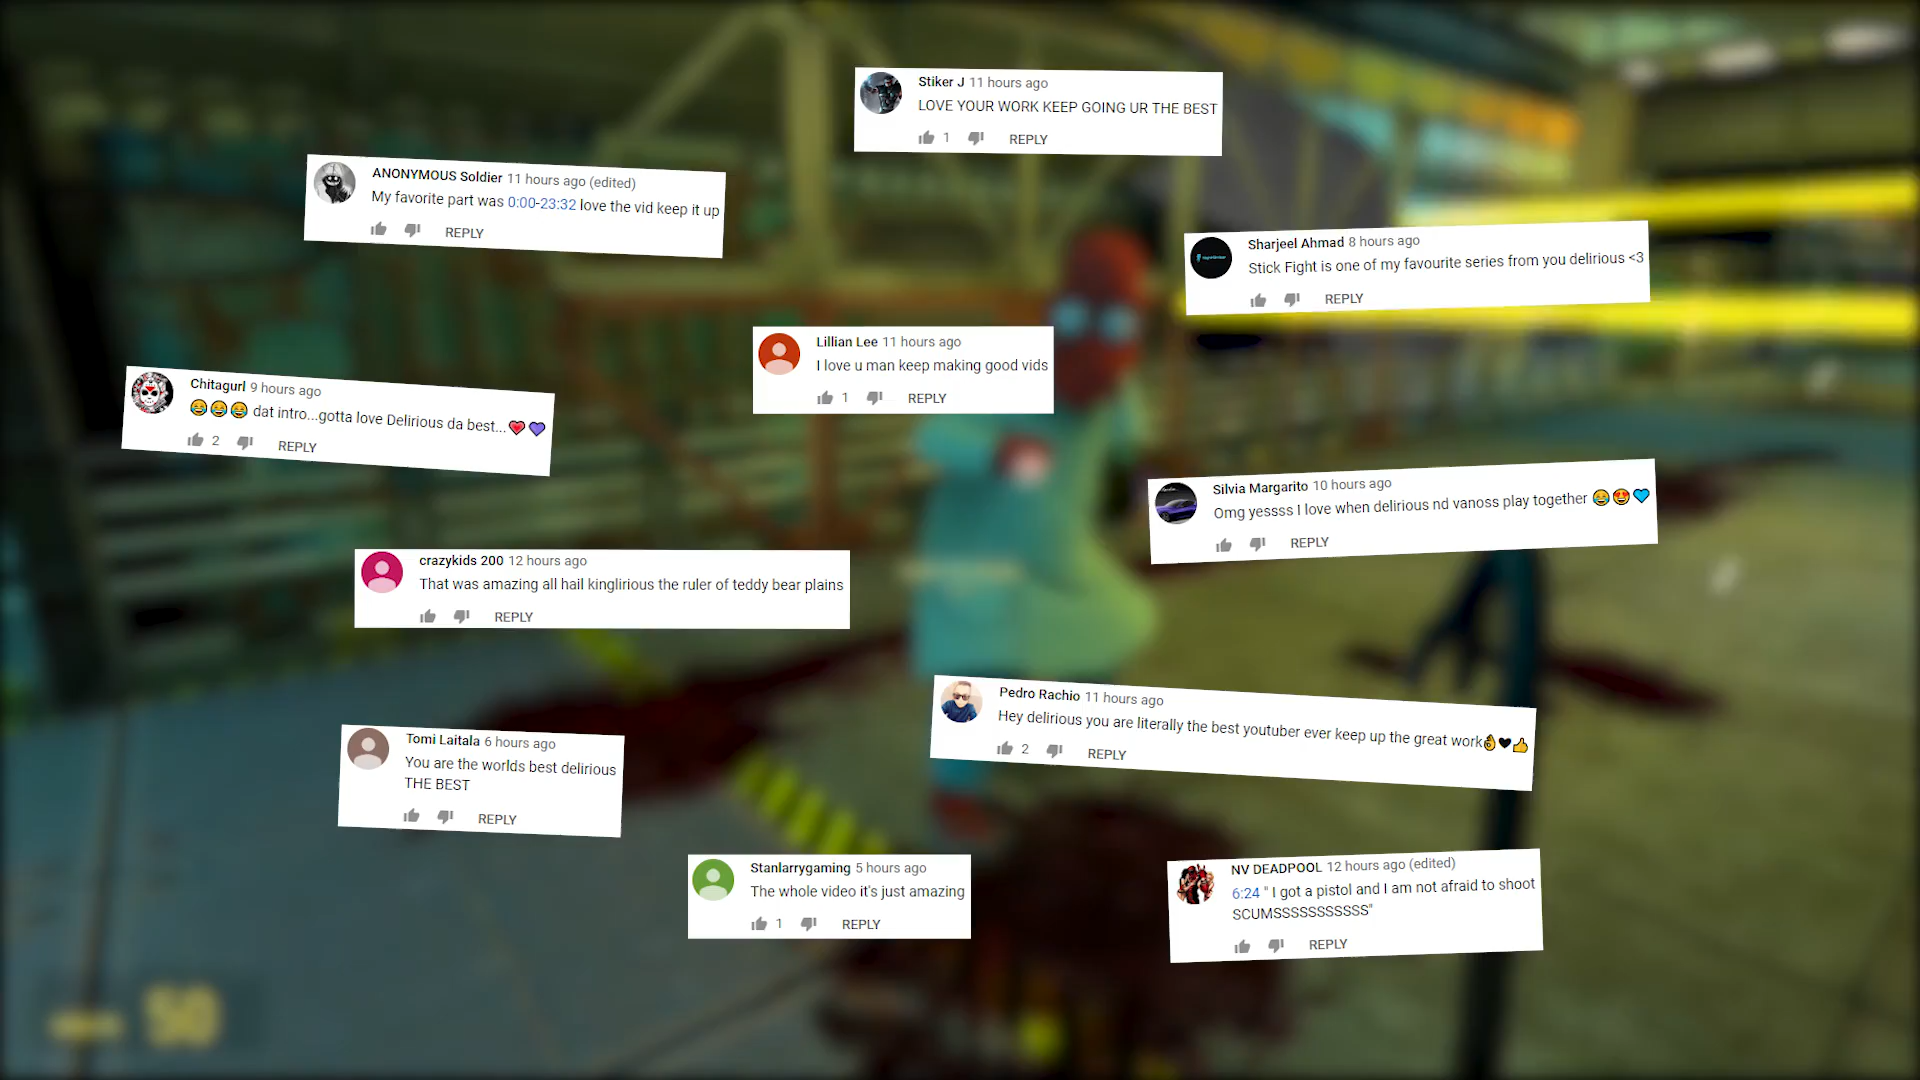 Stiker J 11 hours ago
LOVE YOUR WORK KEEP GOING UR THE BEST
1 REPLY
ANONYMOUS Soldier 11 hours ago (edited)
My favorite part was 0:00-23:32 love the vid keep it up
REPLY
Sharjeel Ahmad 8 hours ago
Stick Fight is one of my favourite series from you delirious <3
REPLY
Lillian Lee 11 hours ago
I love u man keep making good vids
1 REPLY
Chitagurl 9 hours ago
😂😂😂 dat intro...gotta love Delirious da best...❤️💜
2 REPLY
Silvia Margarito 10 hours ago
Omg yessss I love when delirious nd vanoss play together 😂😍💙
REPLY
crazykids 200 12 hours ago
That was amazing all hail kinglirious the ruler of teddy bear plains
REPLY
Pedro Rachio 11 hours ago
Hey delirious you are literally the best youtuber ever keep up the great work👌🖤👍
2 REPLY
Tomi Laitala 6 hours ago
You are the worlds best delirious
THE BEST
REPLY
Stanlarrygaming 5 hours ago
The whole video it's just amazing
1 REPLY
NV DEADPOOL 12 hours ago (edited)
6:24 " I got a pistol and I am not afraid to shoot
SCUMSSSSSSSSSSS"
REPLY
50